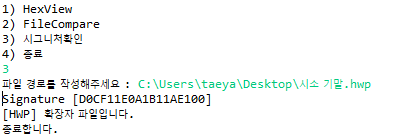 1) HexView
2) FileCompare
3) 시그니처확인
4) 종료
3
파일 경로를 작성해주세요 : C:\Users\taeya\Desktop\시소 기말.hwp
Signature [D0CF11E0A1B11AE100]
[HWP] 확장자 파일입니다.
종료합니다.